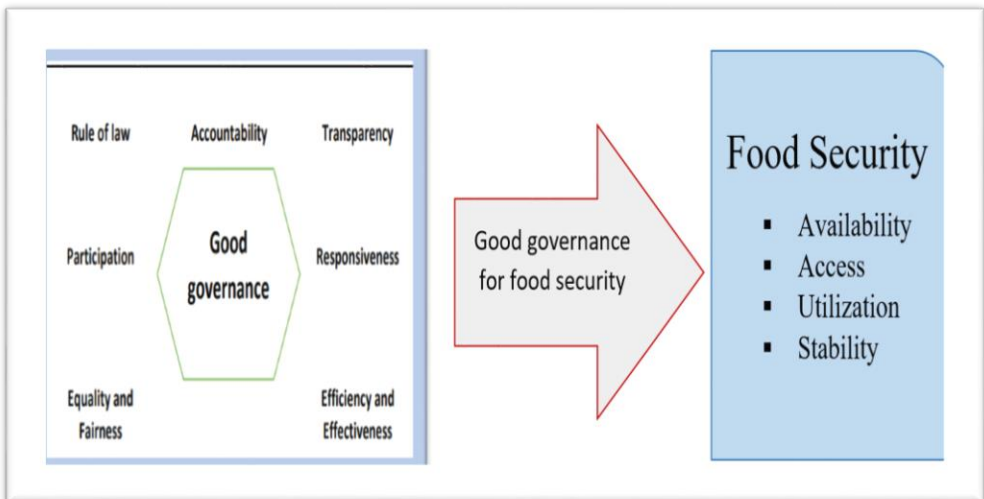 Rule of law
Accountability
Transparency
Participation
Good
governance
Responsiveness
Equality and
Fairness
Efficiency and
Effectiveness
Good governance
for food security
Food Security
▪ Availability
▪ Access
▪ Utilization
▪ Stability